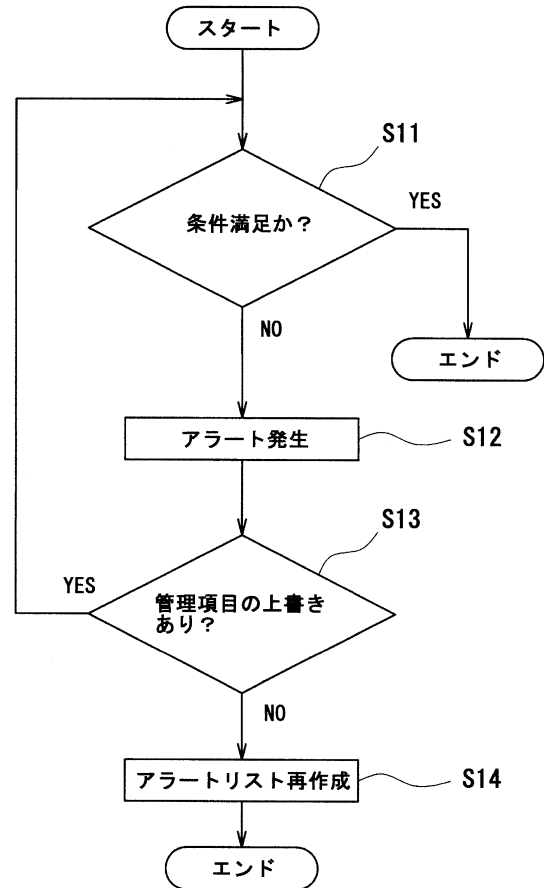 スタート
S11
条件満足か？
YES
NO
エンド
アラート発生
S12
S13
YES
管理項目の上書き
あり？
NO
アラートリスト再作成
S14
エンド